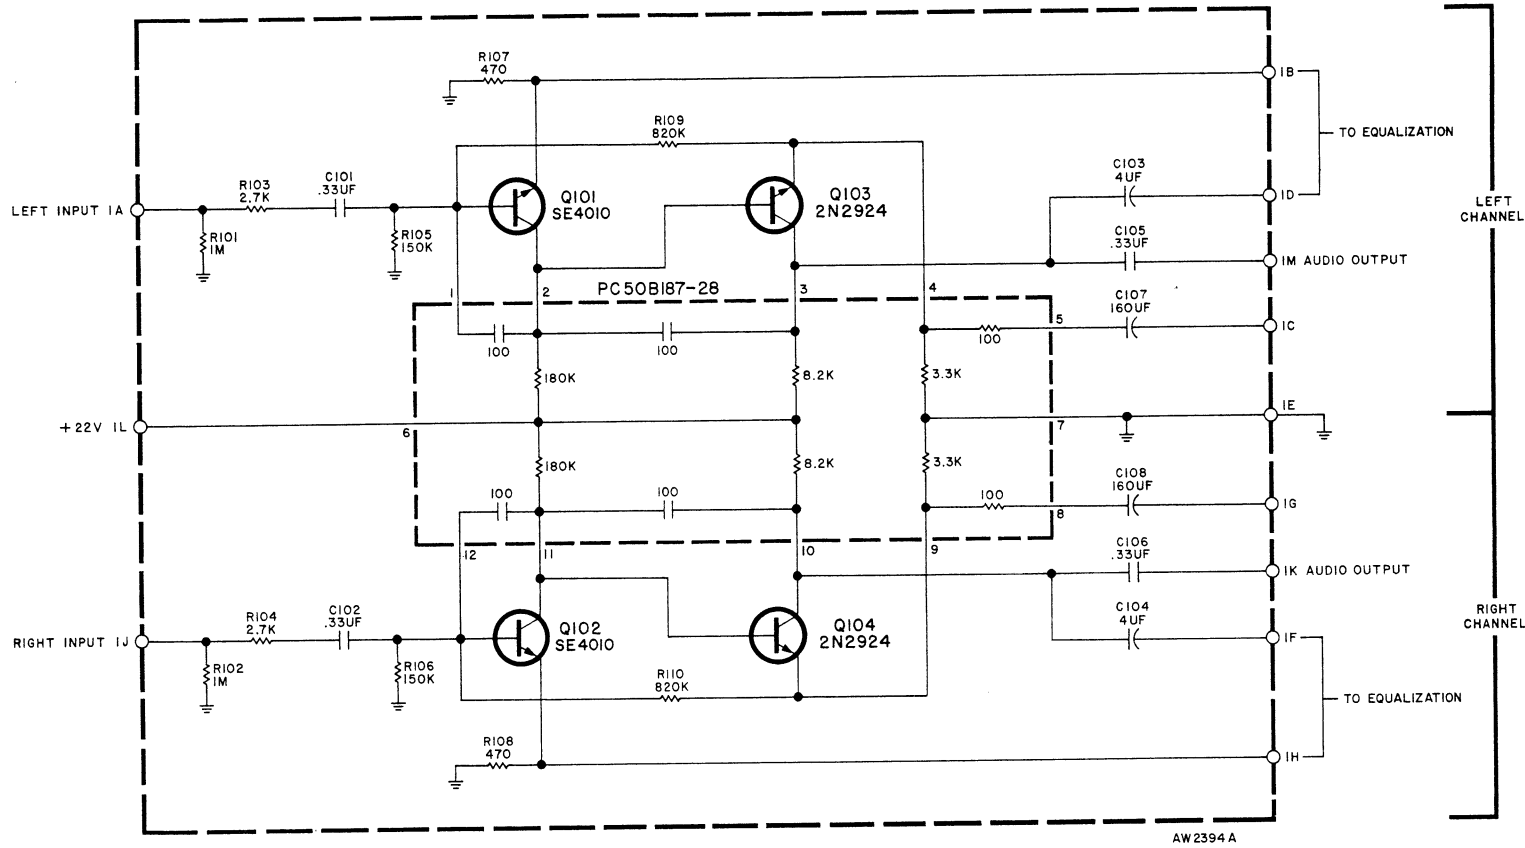 R107
470
IB
TO EQUALIZATION
R109
820K
C103
4UF
ID
R103
2.7K
C101
.33UF
Q101
SE4010
Q103
2N2924
LEFT INPUT IA
LEFT
CHANNEL
R101
1M
R105
150K
C105
.33UF
IM AUDIO OUTPUT
1
2
PC50B187-28
3
4
5
C107
160UF
IC
100
100
100
180K
8.2K
3.3K
+22V IL
6
7
IE
180K
8.2K
3.3K
100
100
100
8
C108
160UF
IG
12
11
10
9
C106
.33UF
IK AUDIO OUTPUT
R104
2.7K
C102
.33UF
Q102
SE4010
Q104
2N2924
C104
4UF
RIGHT
CHANNEL
RIGHT INPUT IJ
IF
R102
1M
R106
150K
R110
820K
TO EQUALIZATION
R108
470
IH
AW2394A